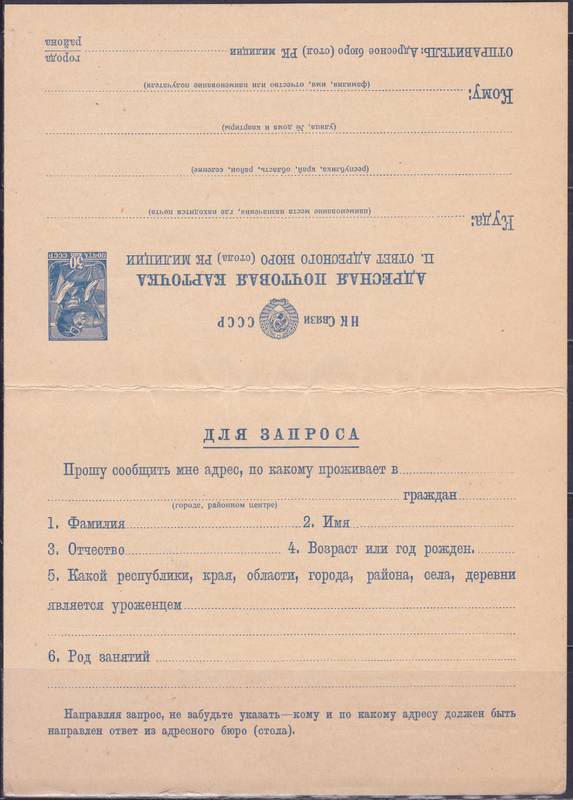 НК Связи СССР
АДРЕСНАЯ ПОЧТОВАЯ КАРТОЧКА
II. ОТВЕТ АДРЕСНОГО БЮРО (стола) РК МИЛИЦИИ
ПОЧТА СССР
30
Куда:
(наименование места назначения, где находится почта)
(республика, край, область, район, селение)
(улица, № дома и квартиры)
Кому:
(фамилия, имя, отчество или наименование получателя)
ОТПРАВИТЕЛЬ: Адресное бюро (стол) РК милиции
города
района
ДЛЯ ЗАПРОСА
Прошу сообщить мне адрес, по какому проживает в
граждан
(городе, районном центре)
1. Фамилия 2. Имя
3. Отчество 4. Возраст или год рожден.
5. Какой республики, края, области, города, района, села, деревни
является уроженцем
6. Род занятий
Направляя запрос, не забудьте указать—кому и по какому адресу должен быть
направлен ответ из адресного бюро (стола).